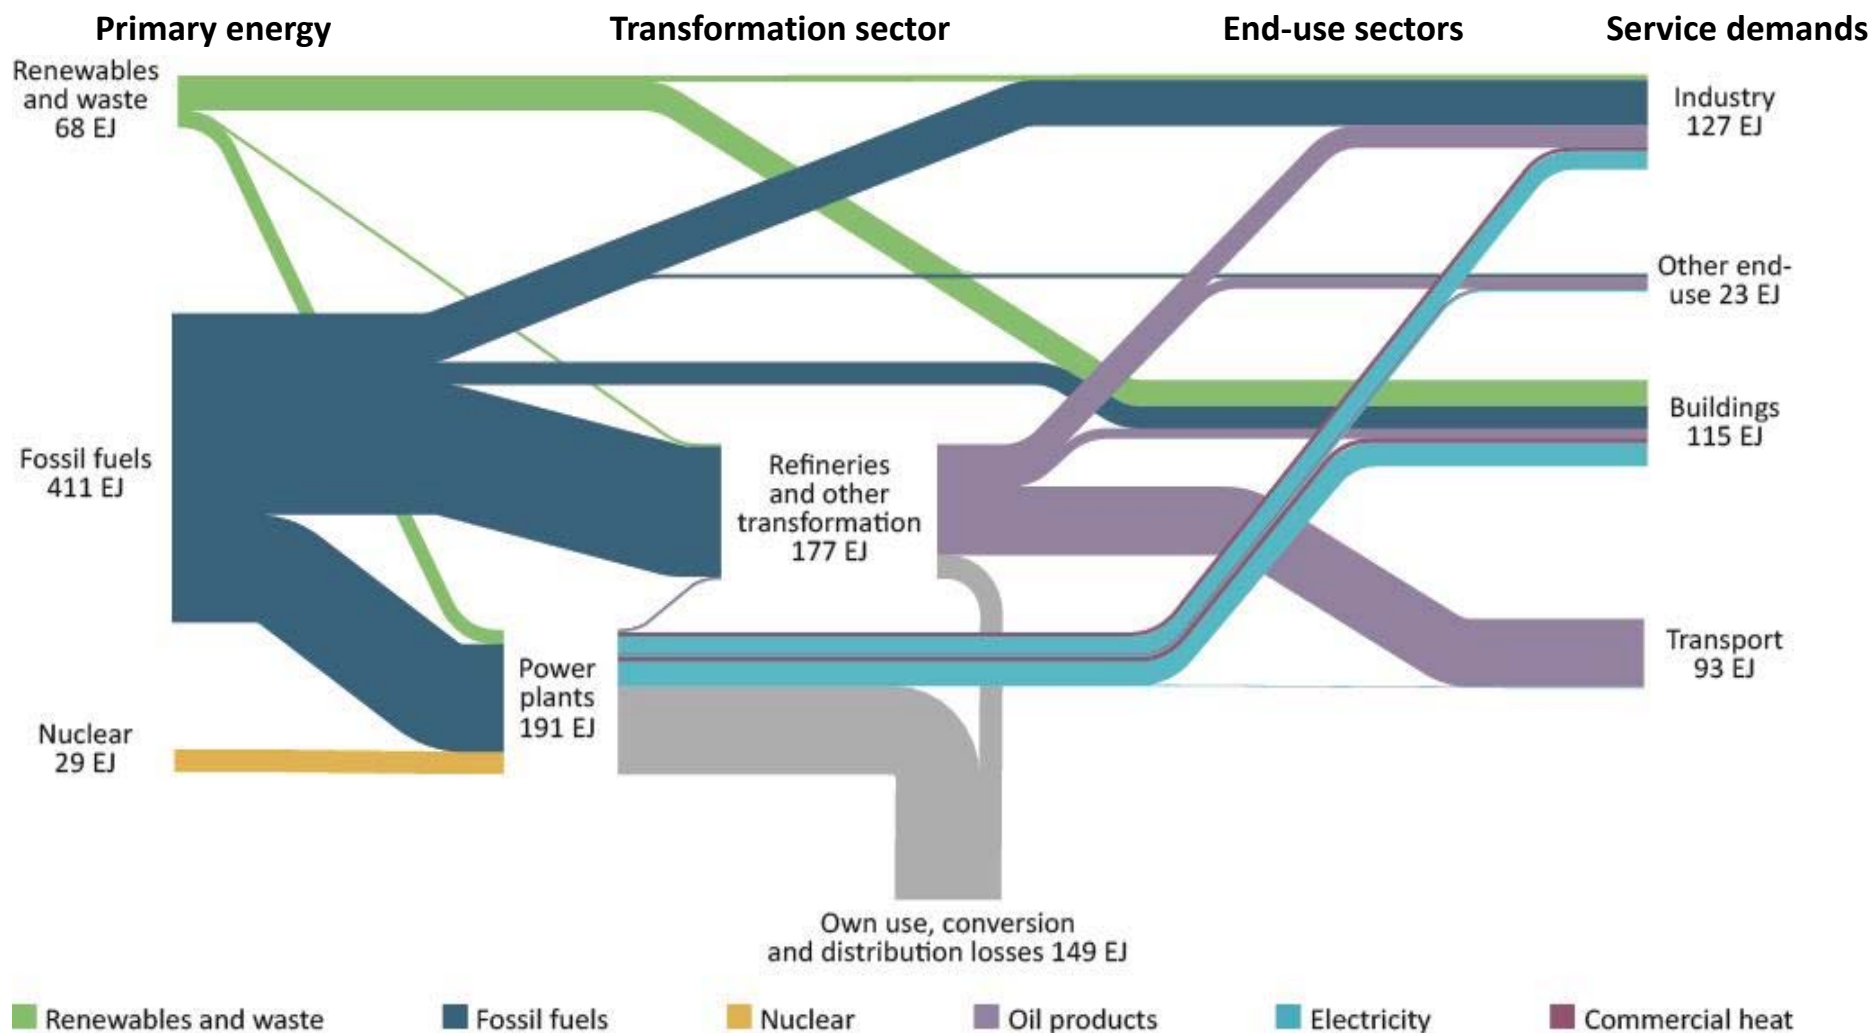 Primary energy
Transformation sector
End-use sectors
Service demands
Renewables
and waste
68 EJ
Industry
127 EJ
Other end-
use 23 EJ
Buildings
115 EJ
Fossil fuels
411 EJ
Refineries
and other
transformation
177 EJ
Transport
93 EJ
Power
plants
191 EJ
Nuclear
29 EJ
Own use, conversion
and distribution losses 149 EJ
Renewables and waste
Fossil fuels
Nuclear
Oil products
Electricity
Commercial heat